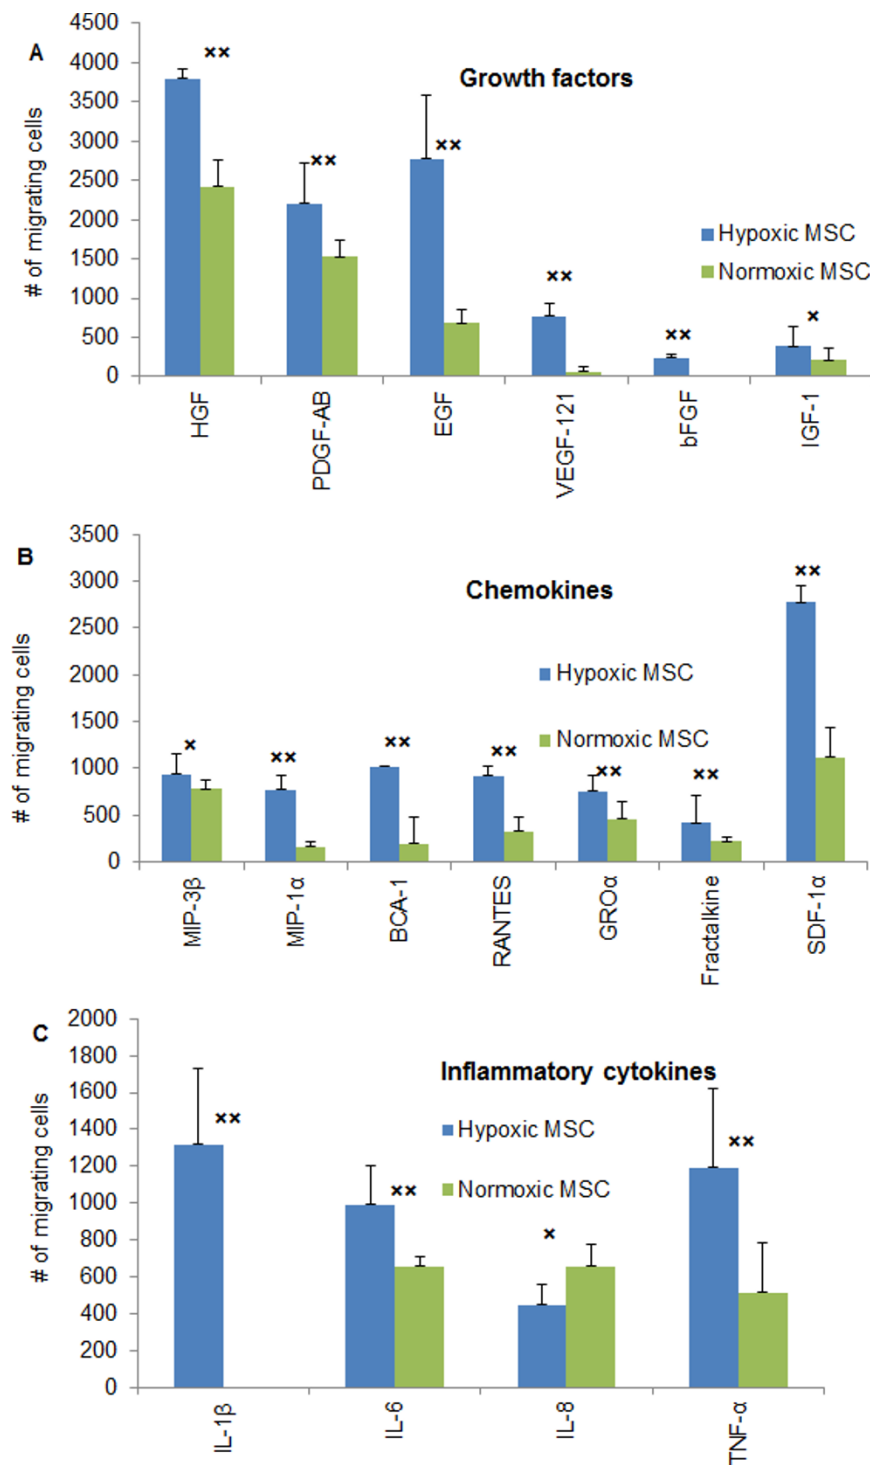 A
Growth factors
# of migrating cells
4500
4000
3500
3000
2500
2000
1500
1000
500
0
××
××
××
××
××
×
Hypoxic MSC
Normoxic MSC
HGF
PDGF-AB
EGF
VEGF-121
bFGF
IGF-1
B
Chemokines
# of migrating cells
3500
3000
2500
2000
1500
1000
500
0
×
××
××
××
××
××
××
Hypoxic MSC
Normoxic MSC
MIP-3β
MIP-1α
BCA-1
RANTES
GROα
Fractalkine
SDF-1α
C
Inflammatory cytokines
# of migrating cells
2000
1800
1600
1400
1200
1000
800
600
400
200
0
××
××
×
××
Hypoxic MSC
Normoxic MSC
IL-1β
IL-6
IL-8
TNF-α